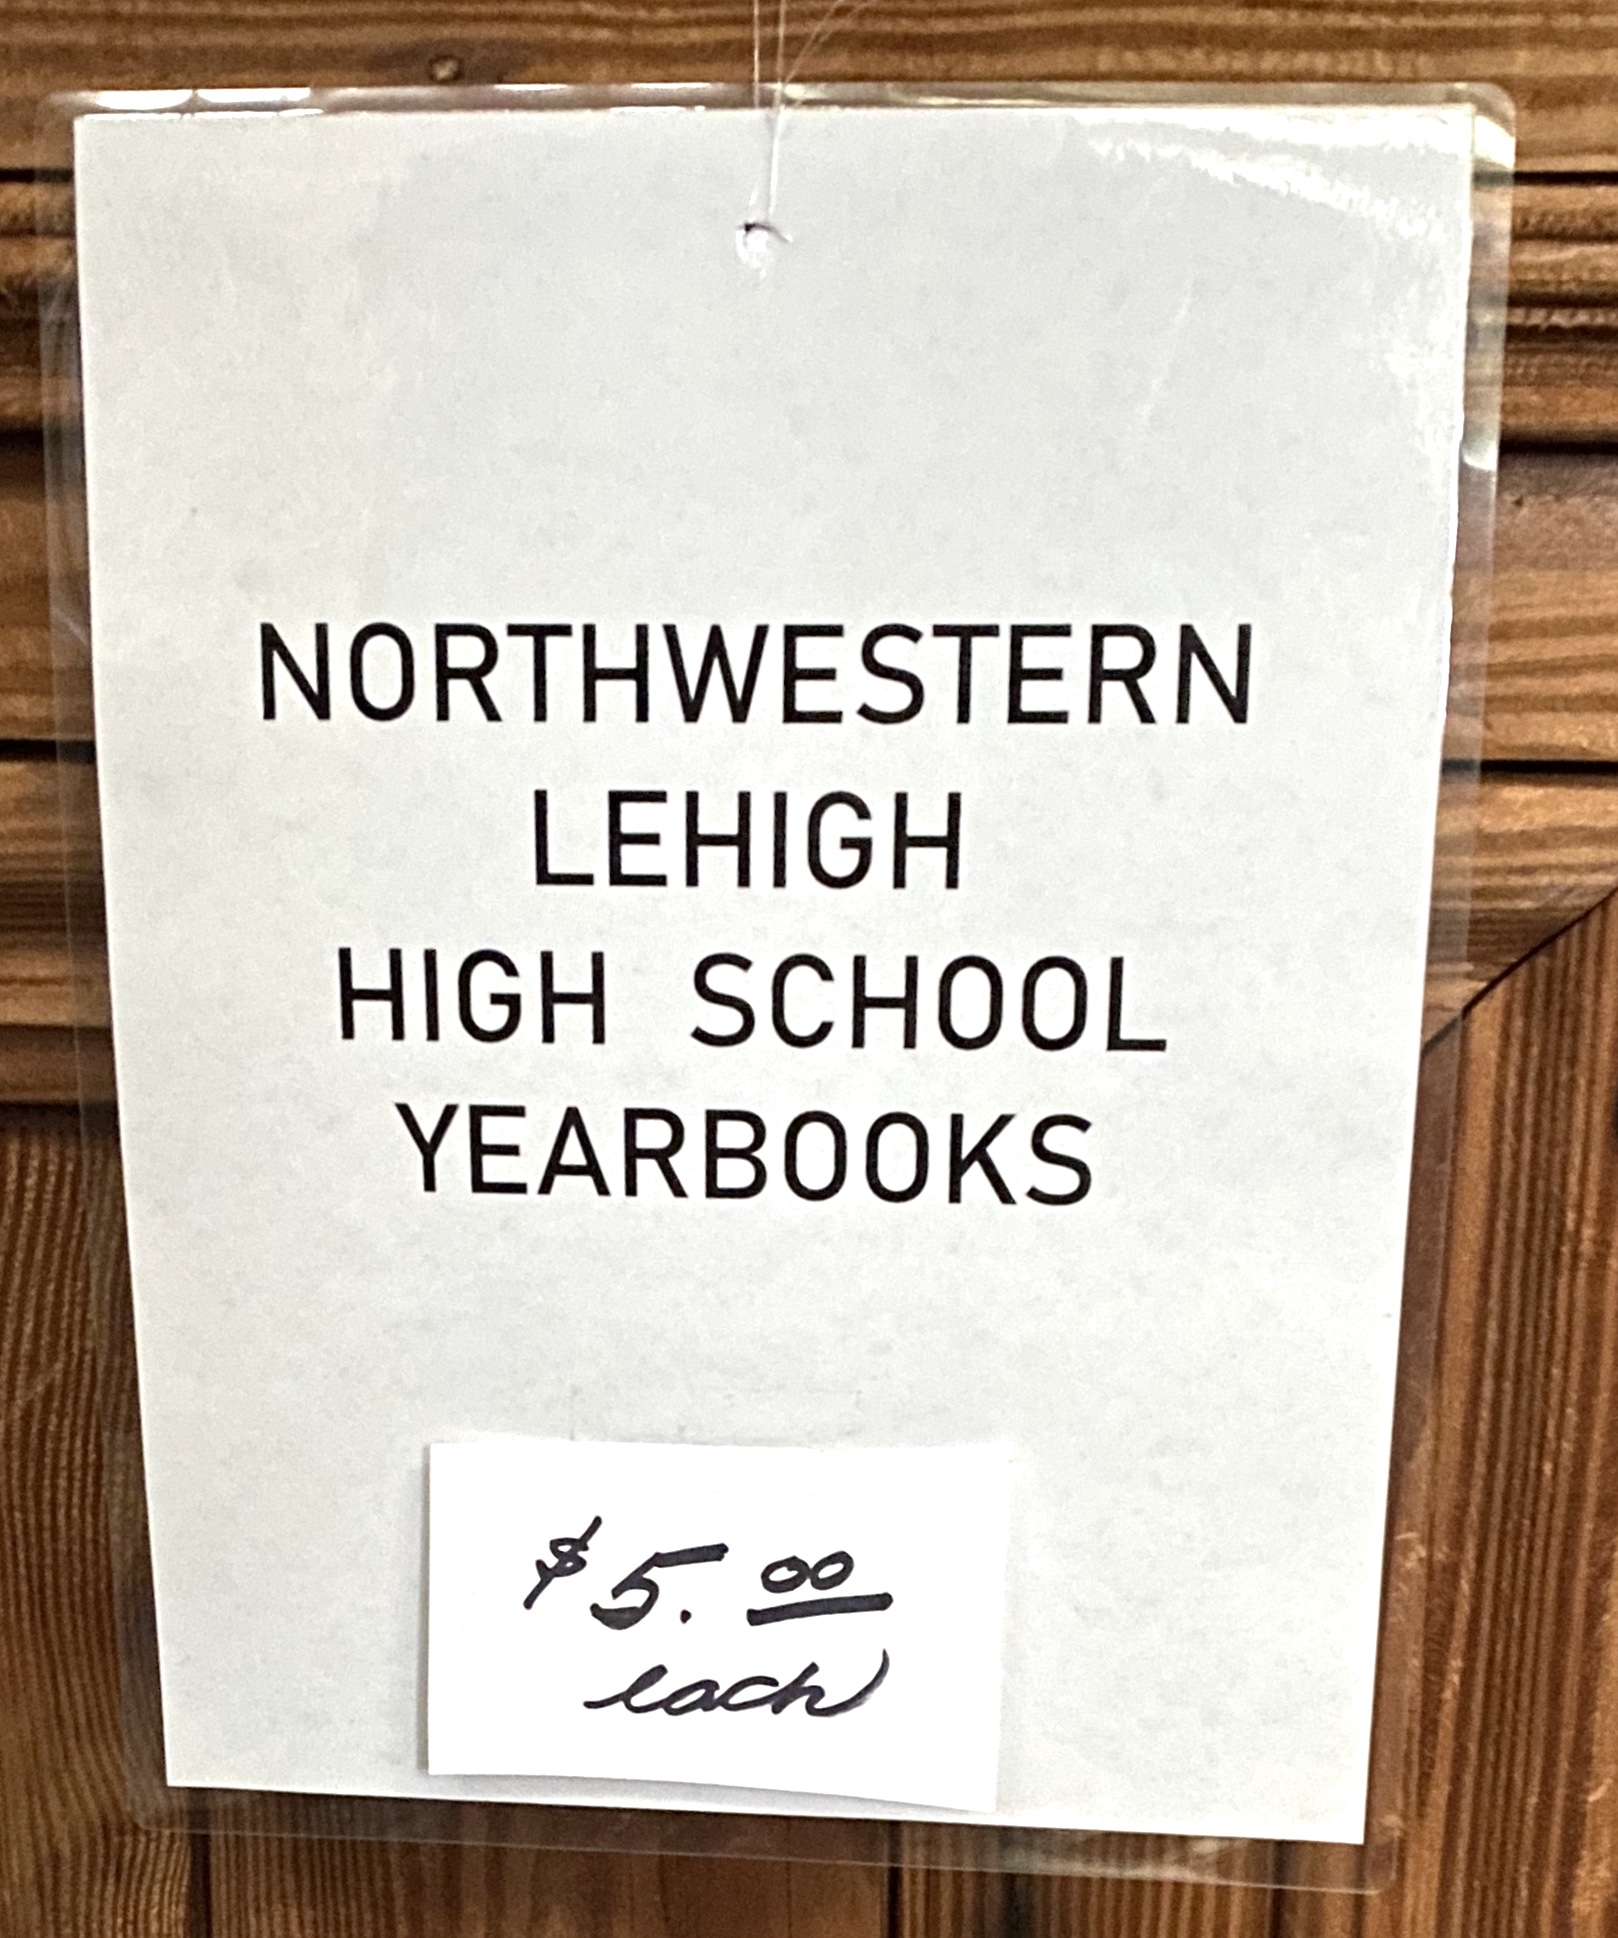 NORTHWESTERN
LEHIGH
HIGH SCHOOL
YEARBOOKS
$5.00
each